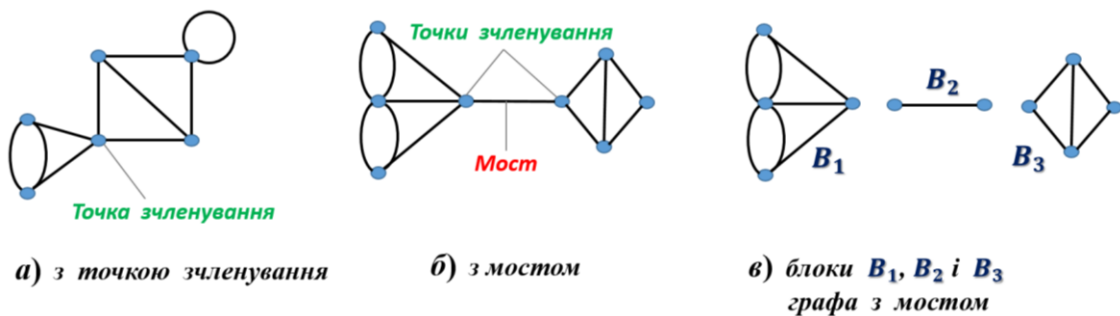 Точка зчленування
а) з точкою зчленування
Точки зчленування
Мост
б) з мостом
B₁
B₂
B₃
в) блоки B₁, B₂ і B₃
графа з мостом